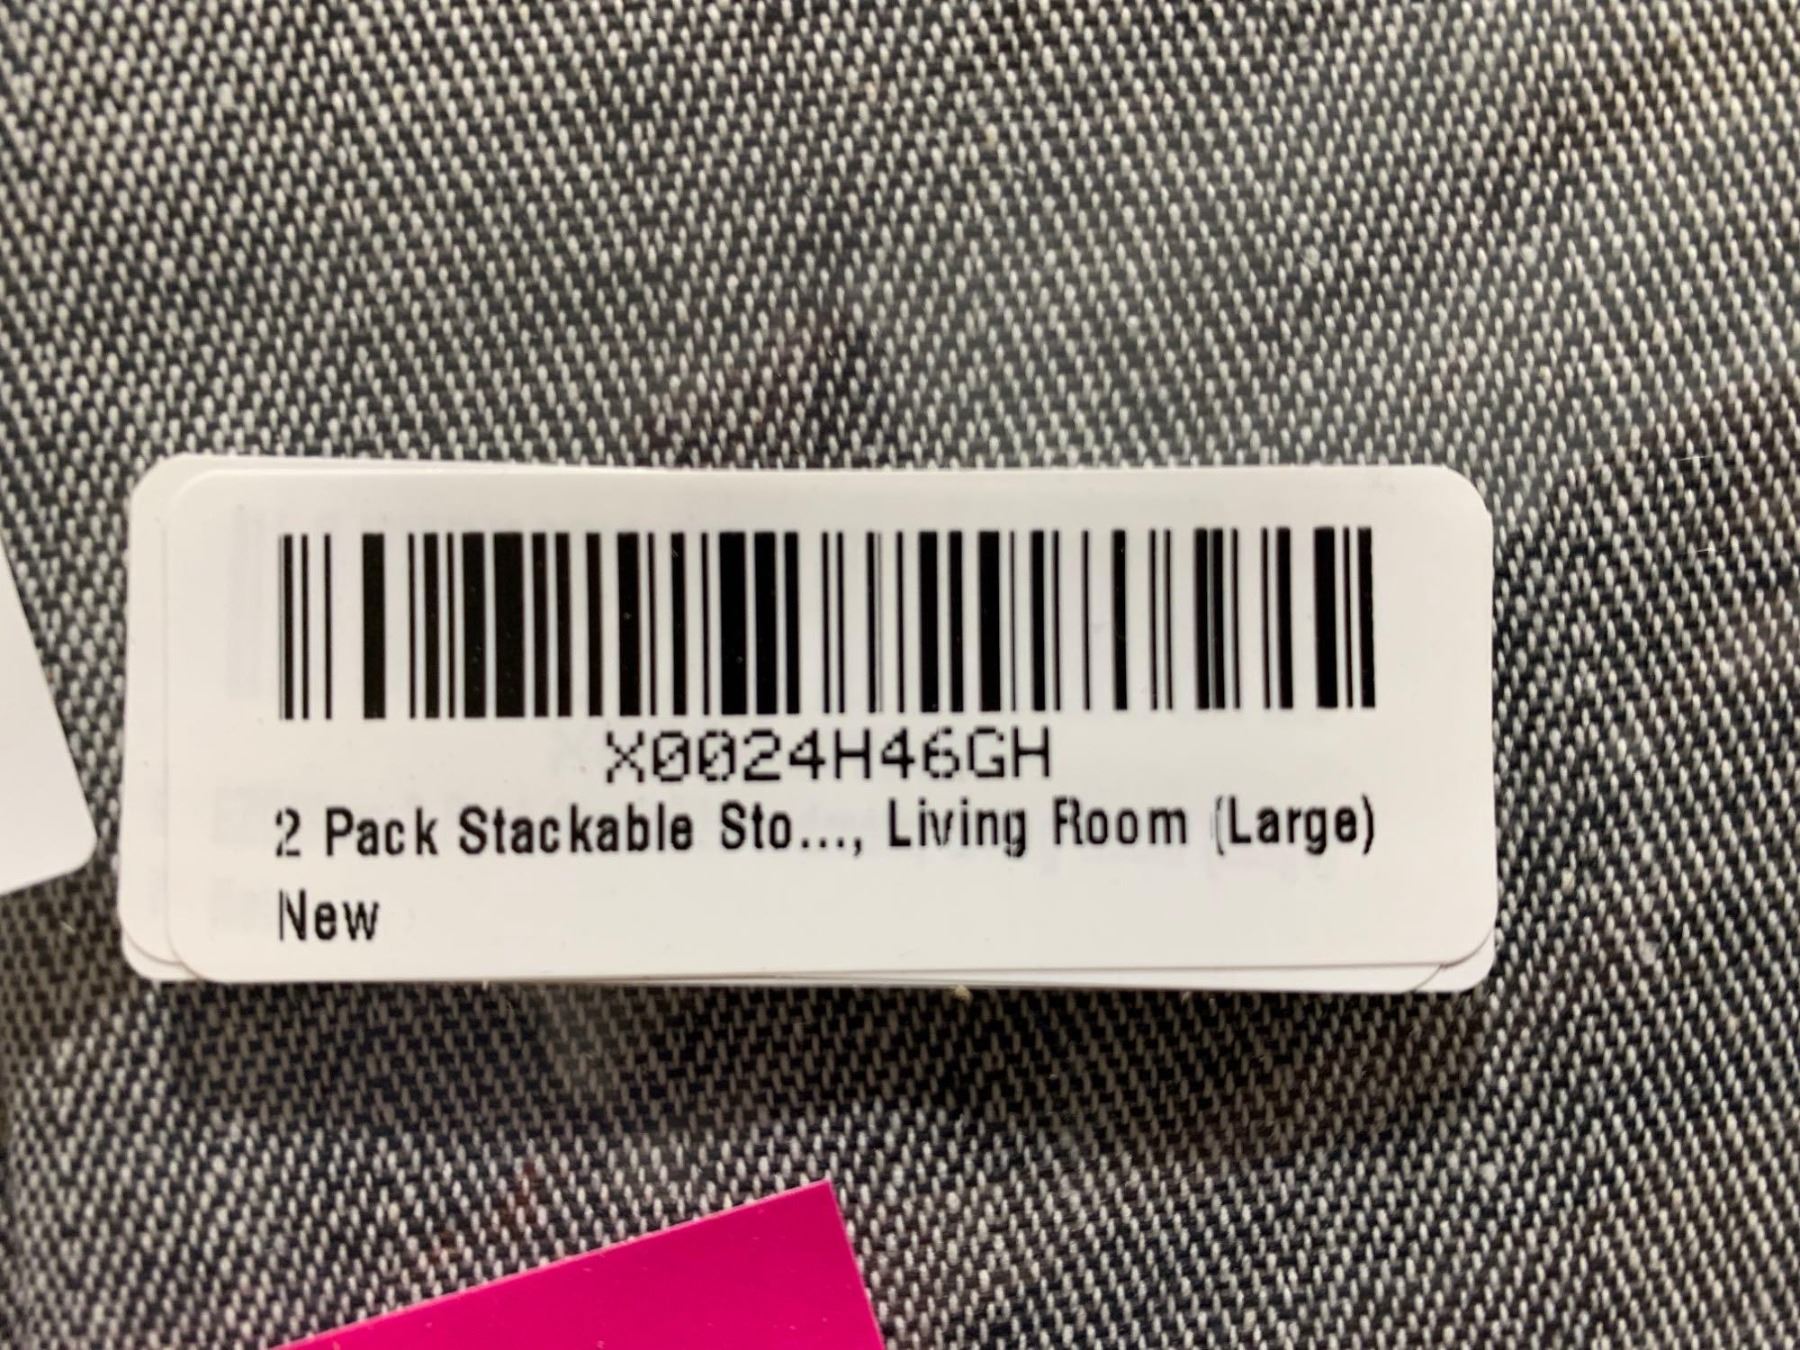 X0024H46GH
2 Pack Stackable Sto..., Living Room (Large)
New